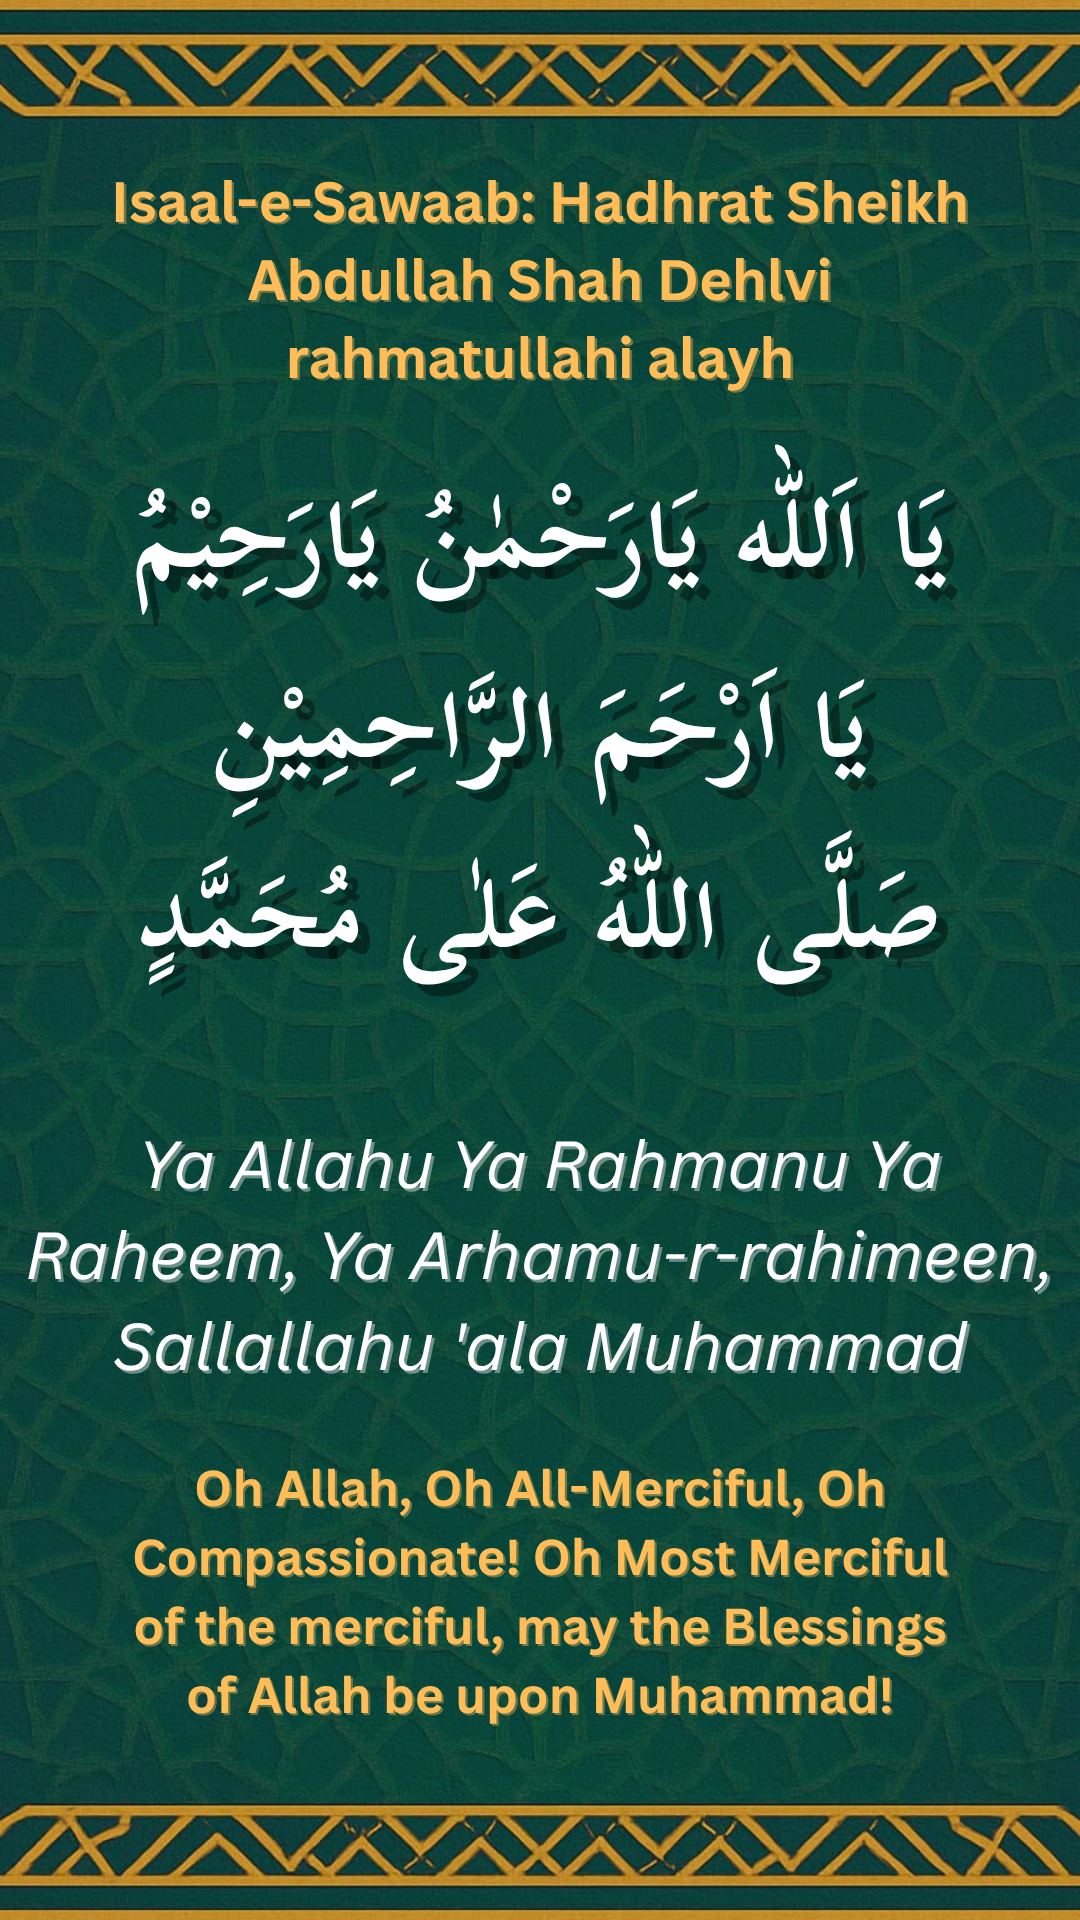 Isaal-e-Sawaab: Hadhrat Sheikh
Abdullah Shah Dehlvi
rahmatullahi alayh
يَا اَللّٰه يَارَحْمٰنُ يَارَحِيْمُ
يَا اَرْحَمَ الرَّاحِمِيْنِ
صَلَّى اللّٰهُ عَلٰى مُحَمَّدٍ
Ya Allahu Ya Rahmanu Ya
Raheem, Ya Arhamu-r-rahimeen,
Sallallahu 'ala Muhammad
Oh Allah, Oh All-Merciful, Oh
Compassionate! Oh Most Merciful
of the merciful, may the Blessings
of Allah be upon Muhammad!